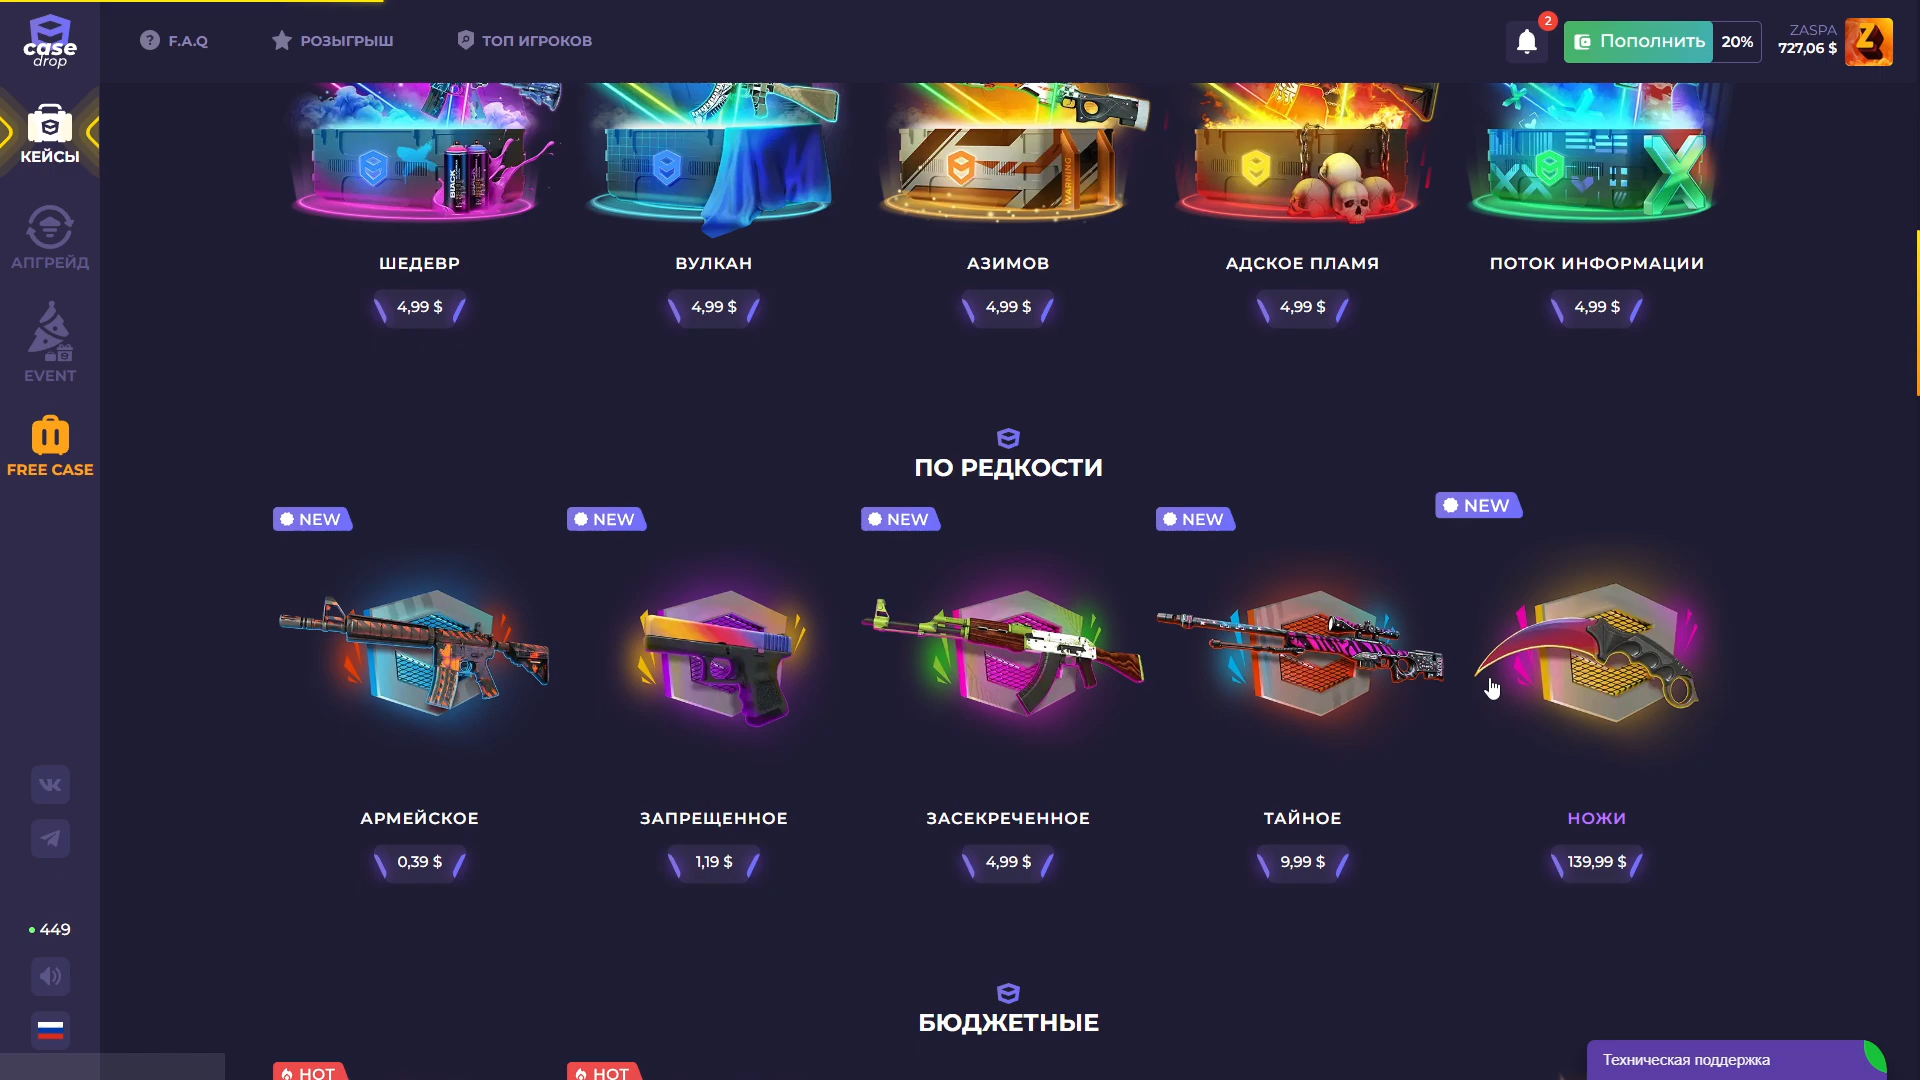 case
drop
F.A.Q
РОЗЫГРЫШ
ТОП ИГРОКОВ
2
Пополнить
20%
ZASPA
727,06 $
КЕЙСЫ
АПГРЕЙД
EVENT
FREE CASE
449
BLACK
WARNING
ШЕДЕВР
ВУЛКАН
АЗИМОВ
АДСКОЕ ПЛАМЯ
ПОТОК ИНФОРМАЦИИ
4,99 $
4,99 $
4,99 $
4,99 $
4,99 $
ПО РЕДКОСТИ
NEW
NEW
NEW
NEW
NEW
АРМЕЙСКОЕ
ЗАПРЕЩЕННОЕ
ЗАСЕКРЕЧЕННОЕ
ТАЙНОЕ
НОЖИ
0,39 $
1,19 $
4,99 $
9,99 $
139,99 $
БЮДЖЕТНЫЕ
HOT
HOT
Техническая поддержка